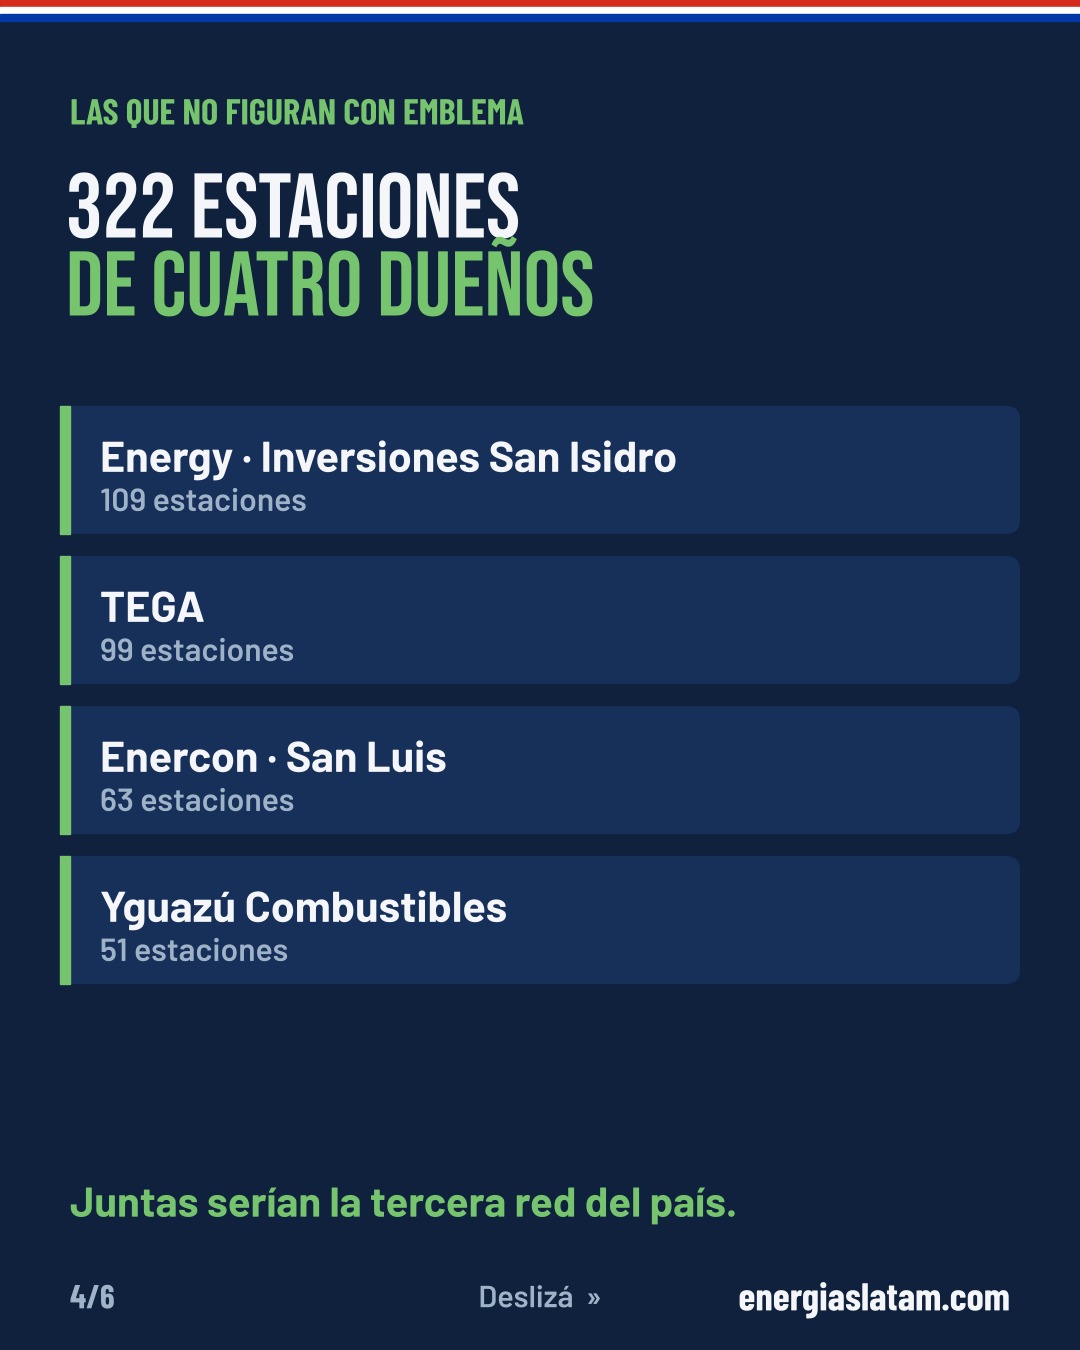 LAS QUE NO FIGURAN CON EMBLEMA
322 ESTACIONES
DE CUATRO DUEÑOS
Energy · Inversiones San Isidro
109 estaciones
TEGA
99 estaciones
Enercon · San Luis
63 estaciones
Yguazú Combustibles
51 estaciones
Juntas serían la tercera red del país.
4/6
Deslizá »
energiaslatam.com